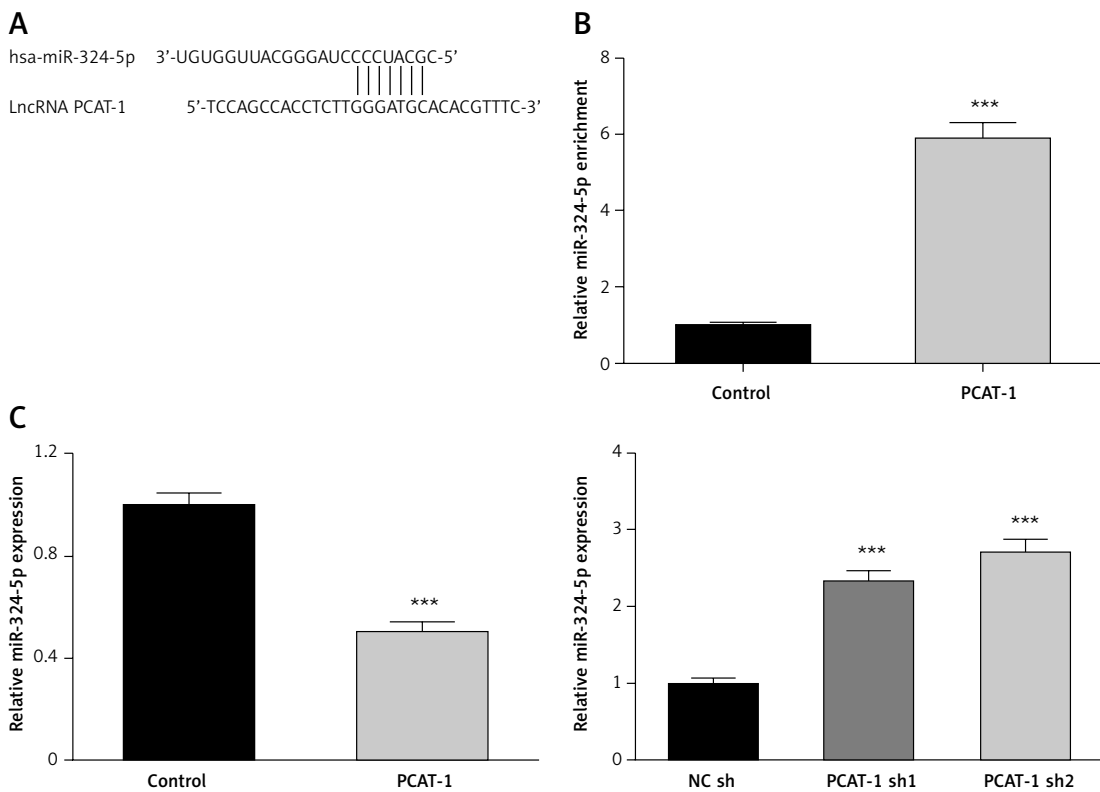 A
hsa-miR-324-5p 3’-UGUGGUUACGGGAUCCCCUACGC-5’
LncRNA PCAT-1 5’-TCCAGCCACCTCTTGGGATGCACACGTTTC-3’
B
Relative miR-324-5p enrichment
8
6
4
2
0
***
Control PCAT-1
C
Relative miR-324-5p expression
1.2
0.8
0.4
0
***
Control PCAT-1
Relative miR-324-5p expression
4
3
2
1
0
***
***
NC sh PCAT-1 sh1 PCAT-1 sh2